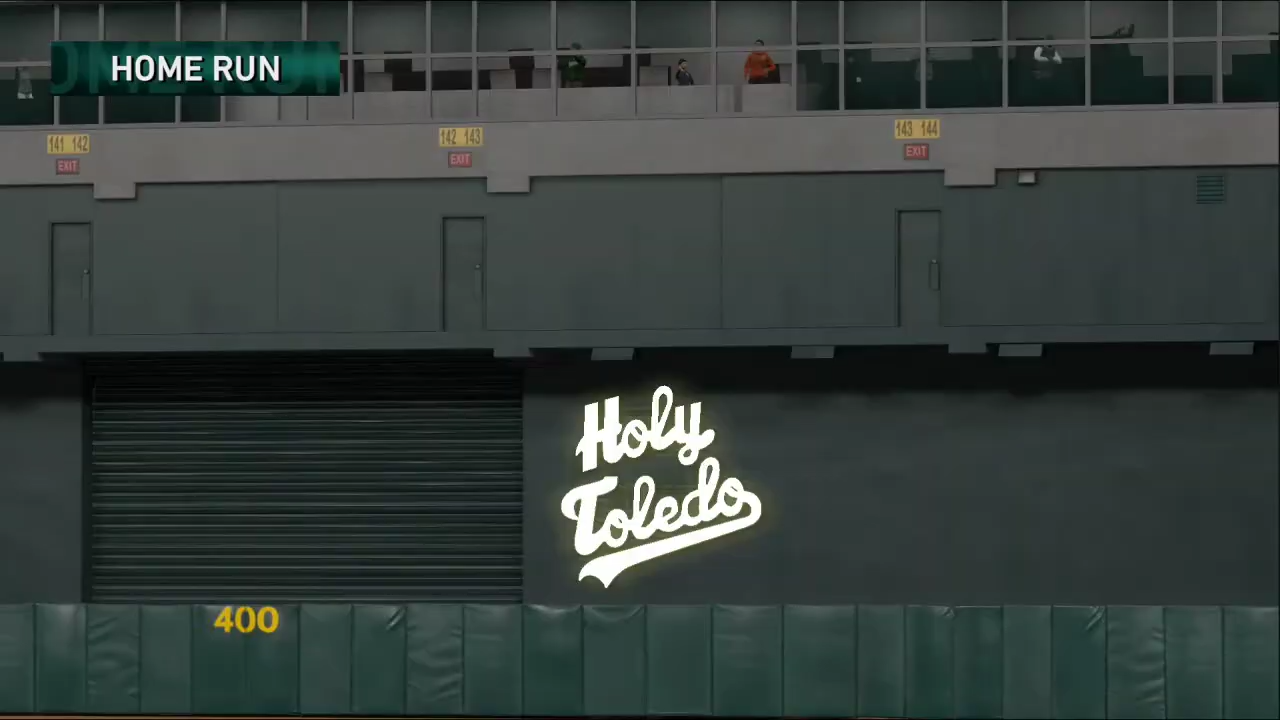 HOME RUN
141 142
EXIT
142 143
EXIT
143 144
EXIT
Holy
Toledo
400